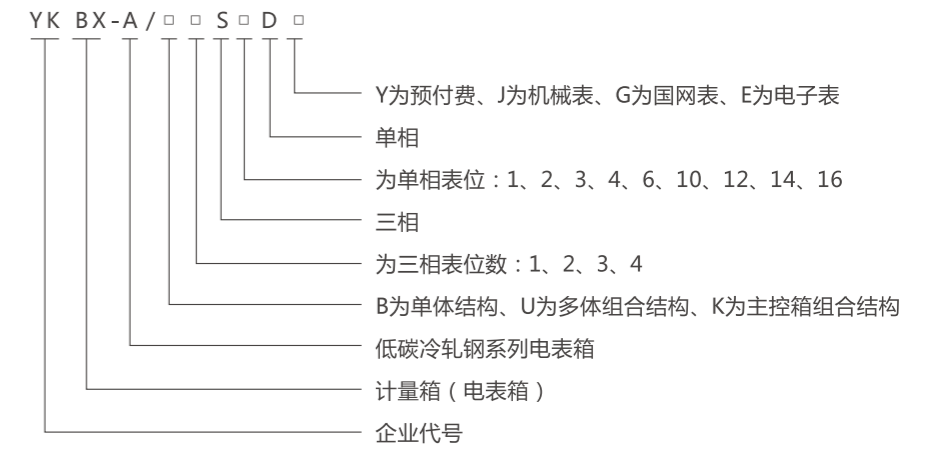 YK BX-A/□ □ S □ D □
Y为预付费、J为机械表、G为国网表、E为电子表
单相
为单相表位：1、2、3、4、6、10、12、14、16
三相
为三相表位数：1、2、3、4
B为单体结构、U为多体组合结构、K为主控箱组合结构
低碳冷轧钢系列电表箱
计量箱（电表箱）
企业代号